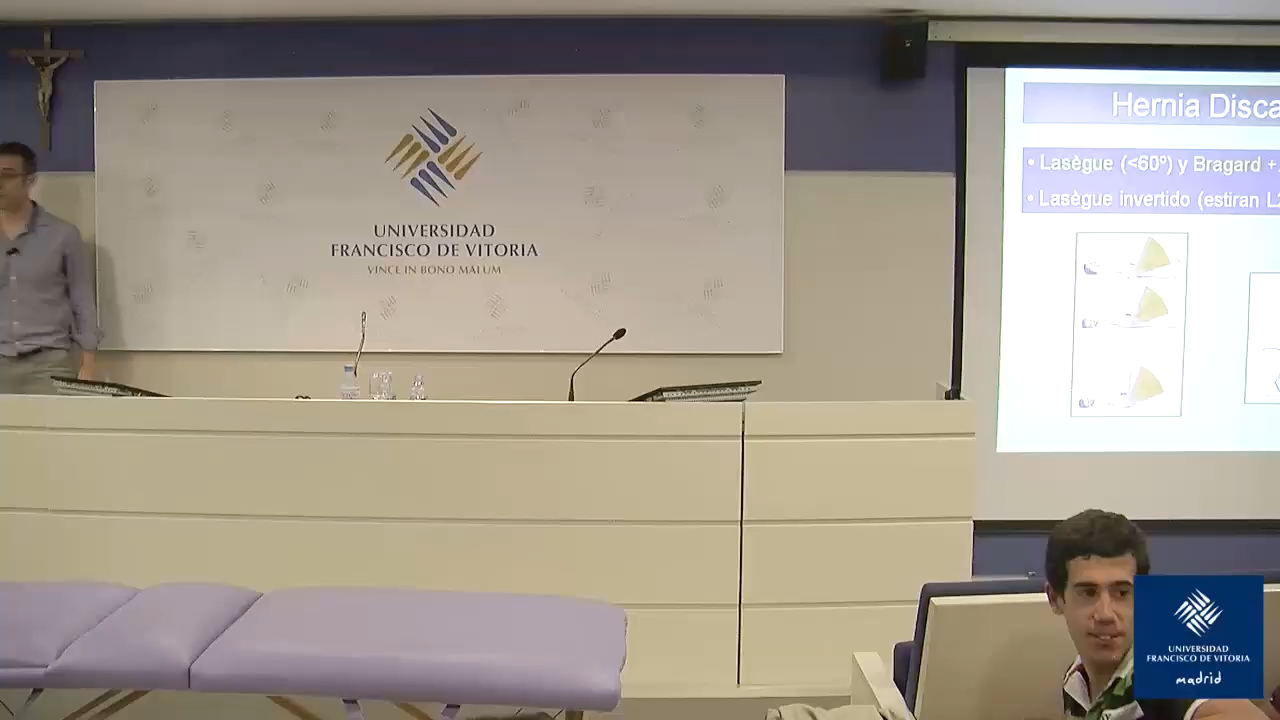 UNIVERSIDAD
FRANCISCO DE VITORIA
VINCE IN BONO MALUM
Hernia Disca
• Lasègue (<60º) y Bragard +
• Lasègue invertido (estiran L
UNIVERSIDAD
FRANCISCO DE VITORIA
madrid